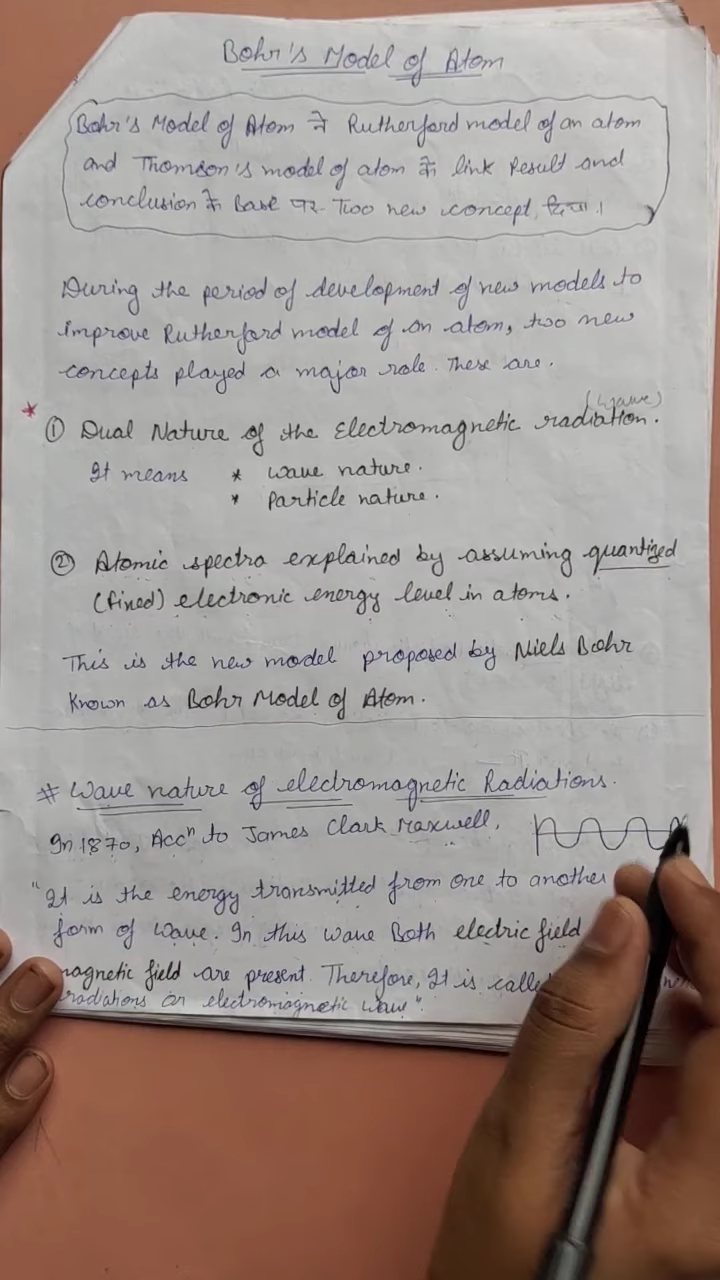 Bohr's Model of Atom
Bohr's Model of Atom ने Rutherford model of an atom
and Thomson's model of atom के link Result and
conclusion के Base पर Two new concept दिया।
During the period of development of new models to
improve Rutherford model of an atom, two new
concepts played a major role. These are.
(wave)
* ① Dual Nature of the Electromagnetic radiation.
It means * wave nature.
* Particle nature.
② Atomic spectra explained by assuming quantized
(fixed) electronic energy level in atoms.
This is the new model proposed by Niels Bohr
Known as Bohr Model of Atom.
# Wave nature of electromagnetic Radiations.
In 1870, Accⁿ to James Clark Maxwell,
"It is the energy transmitted from one to another
form of wave. In this wave Both electric field
magnetic field are present. Therefore, It is called
radiations or electromagnetic wave".